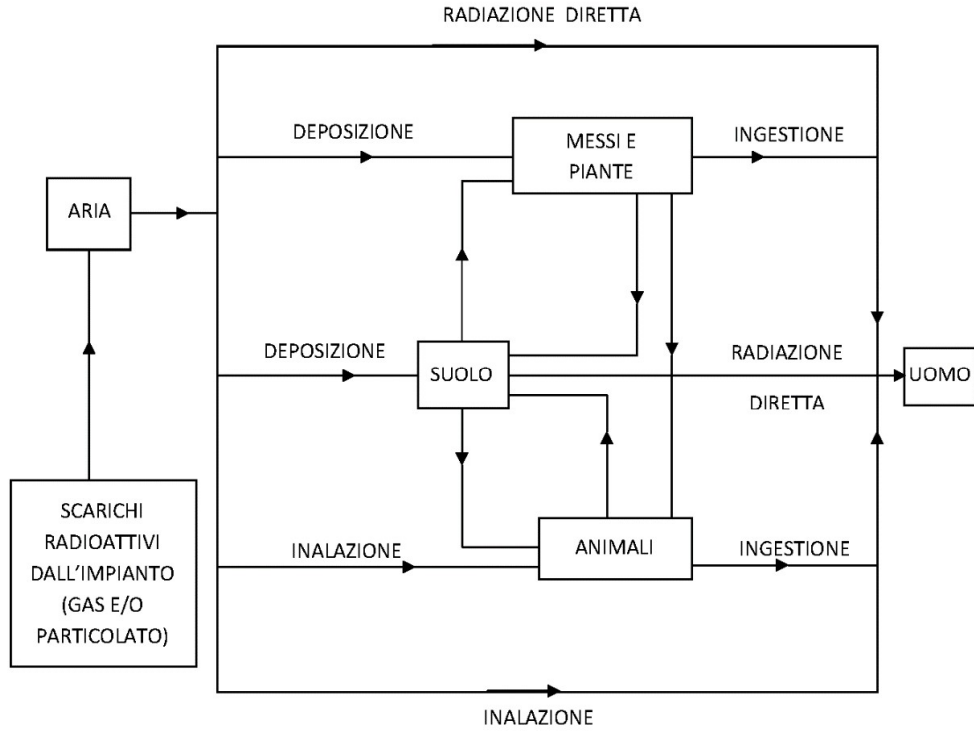 RADIAZIONE DIRETTA
DEPOSIZIONE
MESSI E
PIANTE
INGESTIONE
ARIA
DEPOSIZIONE
SUOLO
RADIAZIONE
DIRETTA
UOMO
SCARICHI
RADIOATTIVI
DALL'IMPIANTO
(GAS E/O
PARTICOLATO)
INALAZIONE
ANIMALI
INGESTIONE
INALAZIONE